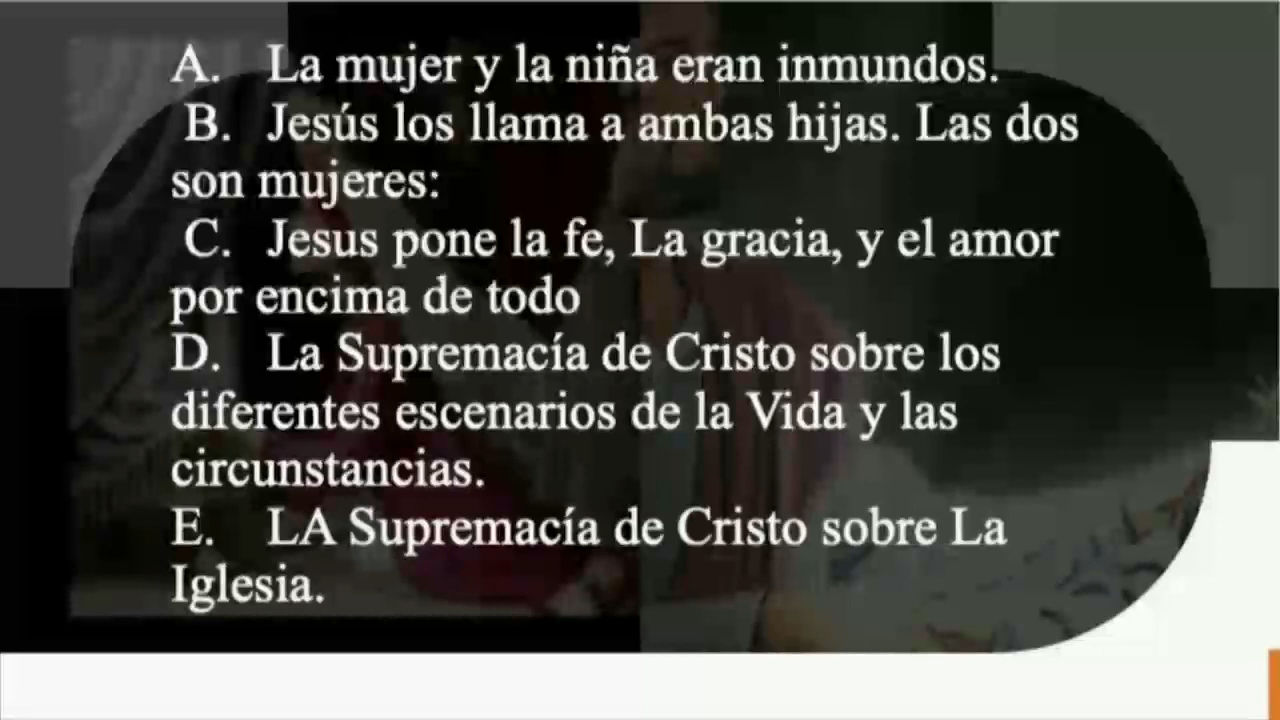 A. La mujer y la niña eran inmundos.
B. Jesús los llama a ambas hijas. Las dos
son mujeres:
C. Jesus pone la fe, La gracia, y el amor
por encima de todo
D. La Supremacía de Cristo sobre los
diferentes escenarios de la Vida y las
circunstancias.
E. LA Supremacía de Cristo sobre La
Iglesia.